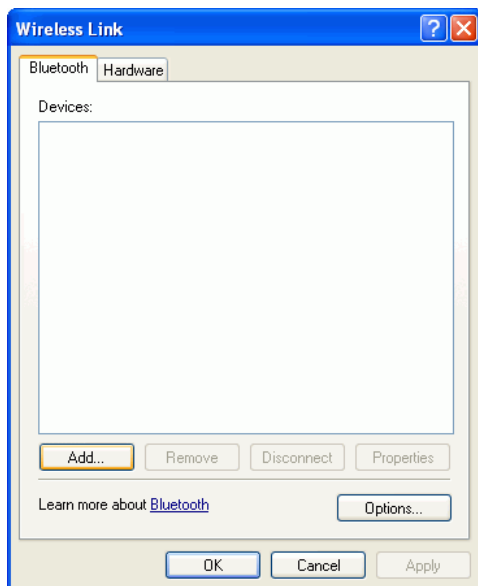 Wireless Link
Bluetooth Hardware
Devices:
Add... Remove Disconnect Properties
Learn more about Bluetooth Options...
OK Cancel Apply